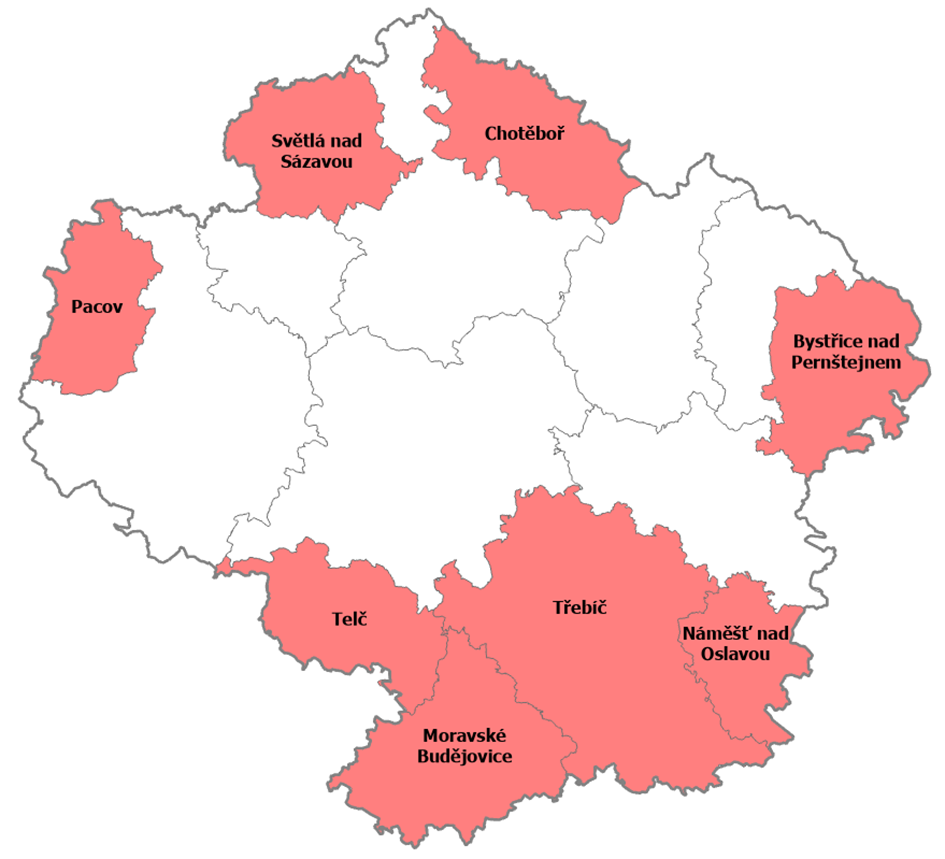 Chotěboř
Světlá nad
Sázavou
Pacov
Bystřice nad
Pernštejnem
Telč
Třebíč
Náměšť nad
Oslavou
Moravské
Budějovice